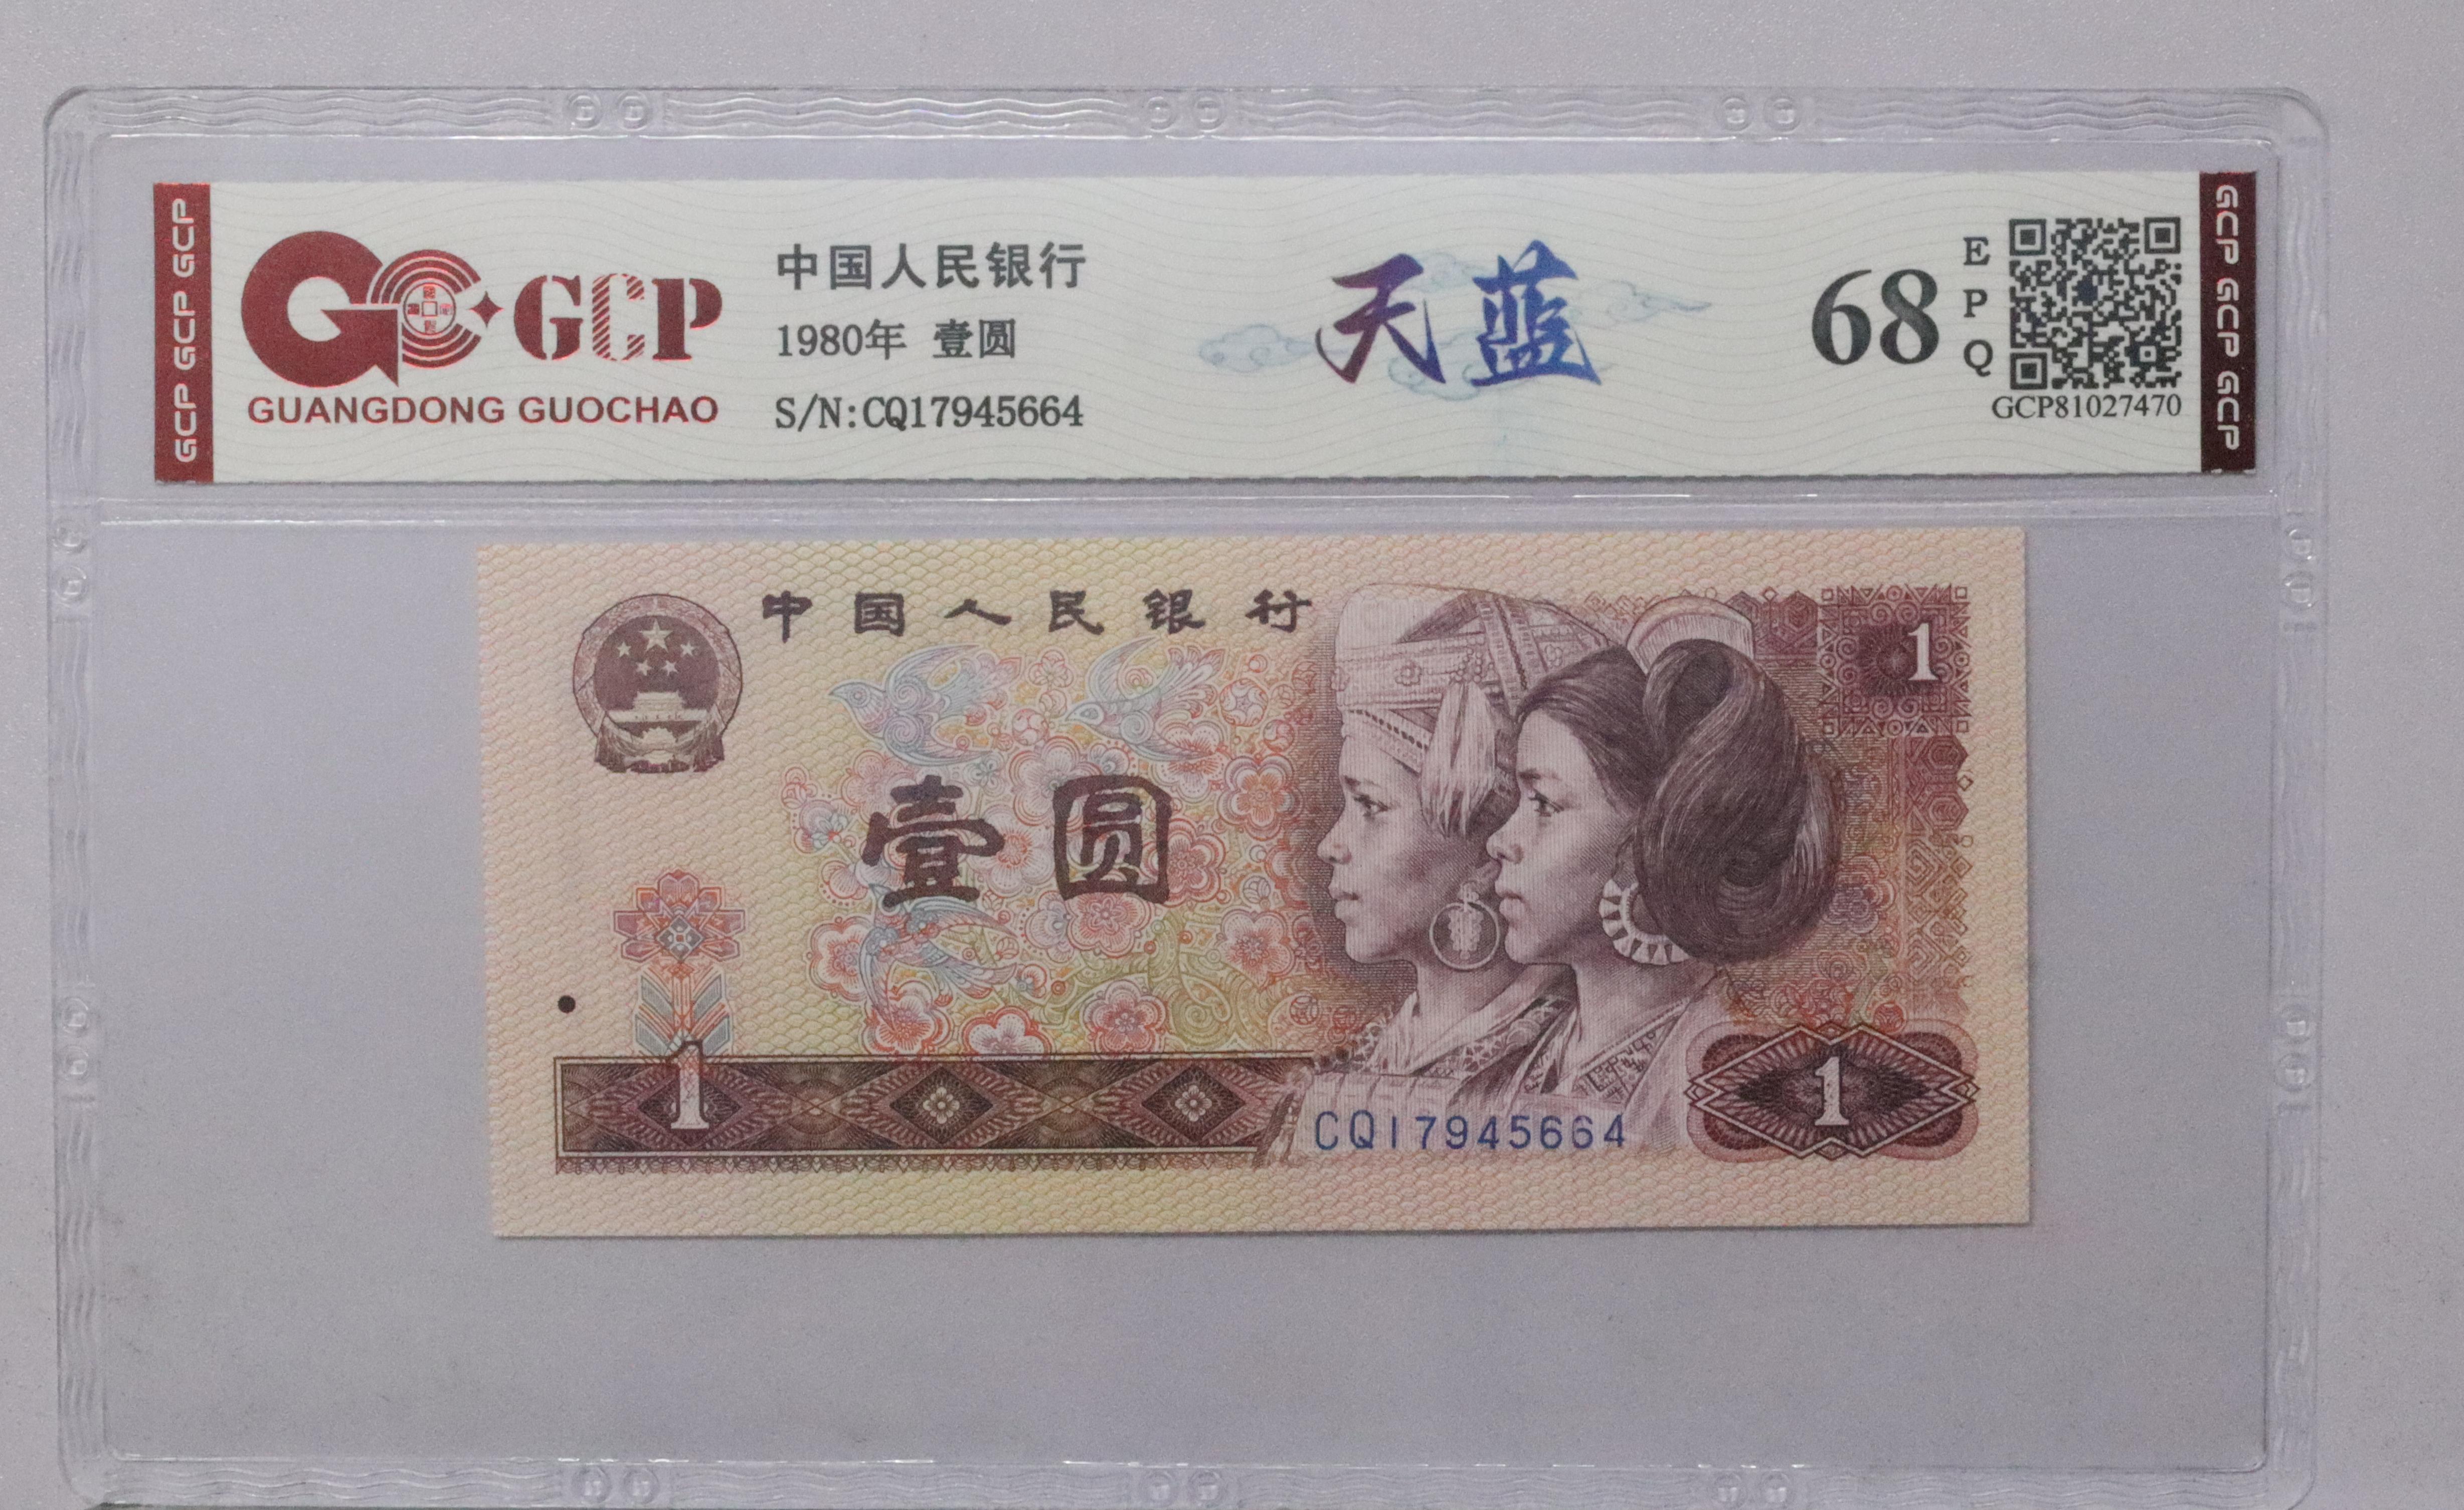 GCP GCP GCP
GCP
GUANGDONG GUOCHAO
中国人民银行
1980年 壹圆
S/N:CQ17945664
天蓝
68
EPQ
GCP81027470
GCP GCP GCP
中国人民银行
1
壹圆
1
CQ17945664
1